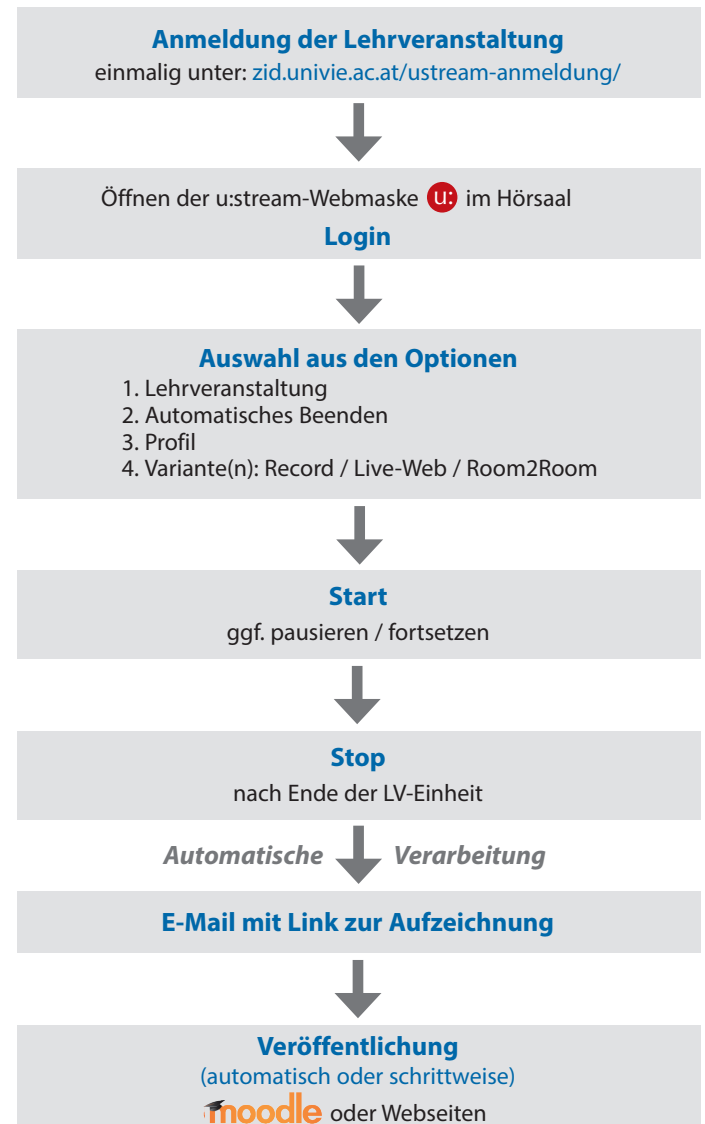 Anmeldung der Lehrveranstaltung
einmalig unter: zid.univie.ac.at/ustream-anmeldung/
Öffnen der u:stream-Webmaske u: im Hörsaal
Login
Auswahl aus den Optionen
1. Lehrveranstaltung
2. Automatisches Beenden
3. Profil
4. Variante(n): Record / Live-Web / Room2Room
Start
ggf. pausieren / fortsetzen
Stop
nach Ende der LV-Einheit
Automatische Verarbeitung
E-Mail mit Link zur Aufzeichnung
Veröffentlichung
(automatisch oder schrittweise)
moodle oder Webseiten